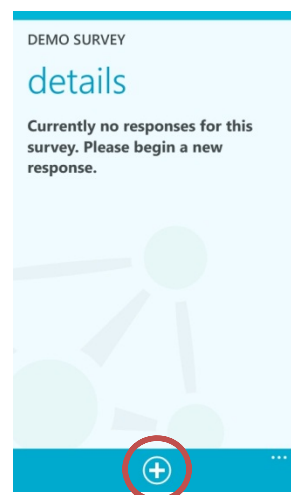 DEMO SURVEY
details
Currently no responses for this
survey. Please begin a new
response.